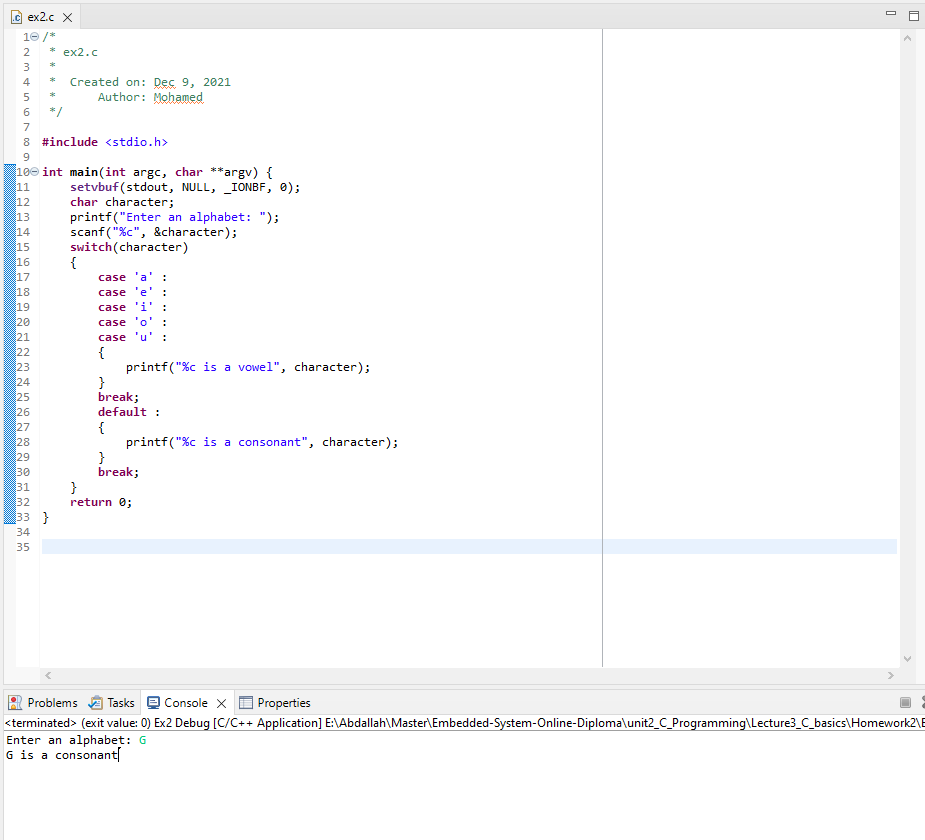 ex2.c
1 /*
2  * ex2.c
3  *
4  *  Created on: Dec 9, 2021
5  *      Author: Mohamed
6  */
7
8 #include <stdio.h>
9
10 int main(int argc, char **argv) {
11     setvbuf(stdout, NULL, _IONBF, 0);
12     char character;
13     printf("Enter an alphabet: ");
14     scanf("%c", &character);
15     switch(character)
16     {
17         case 'a' :
18         case 'e' :
19         case 'i' :
20         case 'o' :
21         case 'u' :
22         {
23             printf("%c is a vowel", character);
24         }
25         break;
26         default :
27         {
28             printf("%c is a consonant", character);
29         }
30         break;
31     }
32     return 0;
33 }
34
35
Problems Tasks Console Properties
<terminated> (exit value: 0) Ex2 Debug [C/C++ Application] E:\Abdallah\Master\Embedded-System-Online-Diploma\unit2_C_Programming\Lecture3_C_basics\Homework2\E
Enter an alphabet: G
G is a consonant